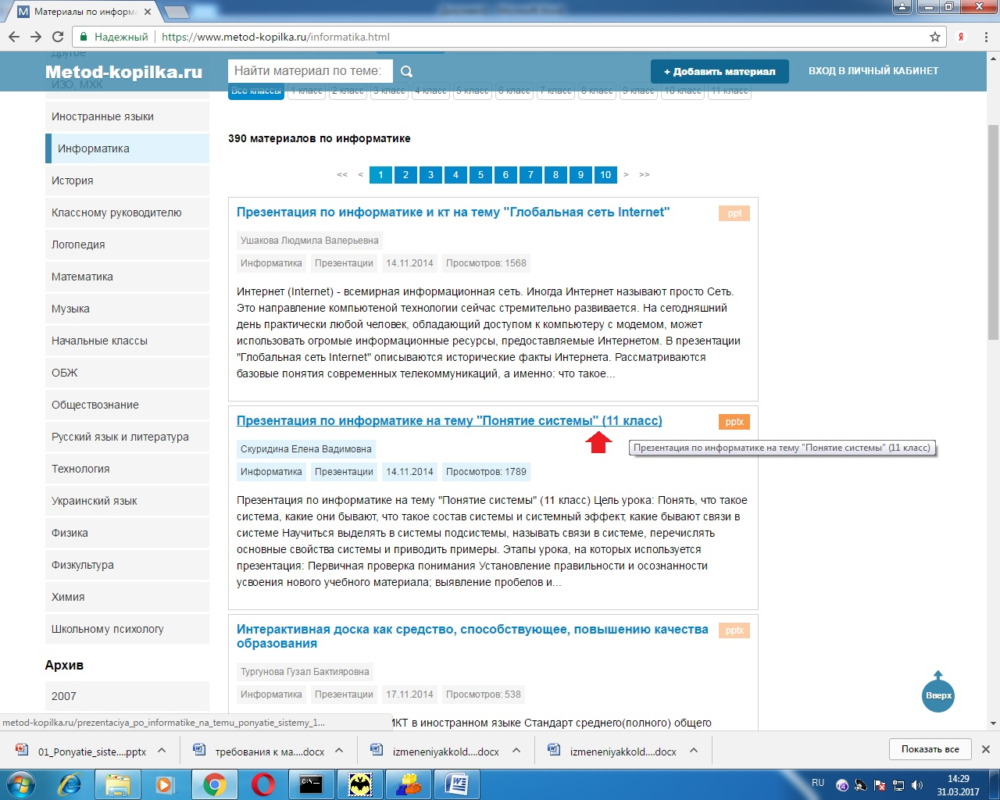 Материалы по информа
Надежный
https://www.metod-kopilka.ru/informatika.html
Я
Другое
Metod-kopilka.ru
Найти материал по теме:
+ Добавить материал
ВХОД В ЛИЧНЫЙ КАБИНЕТ
ИЗО, МХК
Все классы 1 класс 2 класс 3 класс 4 класс 5 класс 6 класс 7 класс 8 класс 9 класс 10 класс 11 класс
Иностранные языки
Информатика
История
Классному руководителю
Логопедия
Математика
Музыка
Начальные классы
ОБЖ
Обществознание
Русский язык и литература
Технология
Украинский язык
Физика
Физкультура
Химия
Школьному психологу
Архив
2007
390 материалов по информатике
<< < 1 2 3 4 5 6 7 8 9 10 > >>
Презентация по информатике и кт на тему "Глобальная сеть Internet"
ppt
Ушакова Людмила Валерьевна
Информатика Презентации 14.11.2014 Просмотров: 1568
Интернет (Internet) - всемирная информационная сеть. Иногда Интернет называют просто Сеть.
Это направление компьютеной технологии сейчас стремительно развивается. На сегодняшний
день практически любой человек, обладающий доступом к компьютеру с модемом, может
использовать огромные информационные ресурсы, предоставляемые Интернетом. В презентации
"Глобальная сеть Internet" описываются исторические факты Интернета. Рассматриваются
базовые понятия современных телекоммуникаций, а именно: что такое...
Презентация по информатике на тему "Понятие системы" (11 класс)
pptx
Скуридина Елена Вадимовна
Презентация по информатике на тему "Понятие системы" (11 класс)
Информатика Презентации 14.11.2014 Просмотров: 1789
Презентация по информатике на тему "Понятие системы" (11 класс) Цель урока: Понять, что такое
система, какие они бывают, что такое состав системы и системный эффект, какие бывают связи в
системе Научиться выделять в системы подсистемы, называть связи в системе, перечислять
основные свойства системы и приводить примеры. Этапы урока, на которых используется
презентация: Первичная проверка понимания Установление правильности и осознанности
усвоения нового учебного материала; выявление пробелов и...
Интерактивная доска как средство, способствующее, повышению качества
образования
pptx
Тургунова Гузал Бактияровна
Информатика Презентации 17.11.2014 Просмотров: 538
ИКТ в иностранном языке Стандарт среднего(полного) общего
Вверх
metod-kopilka.ru/prezentaciya_po_informatike_na_temu_ponyatie_sistemy_1...
01_Ponyatie_siste....pptx
требования к ма....docx
izmeneniyakkold....docx
izmeneniyakkold....docx
Показать все
RU
14:29
31.03.2017